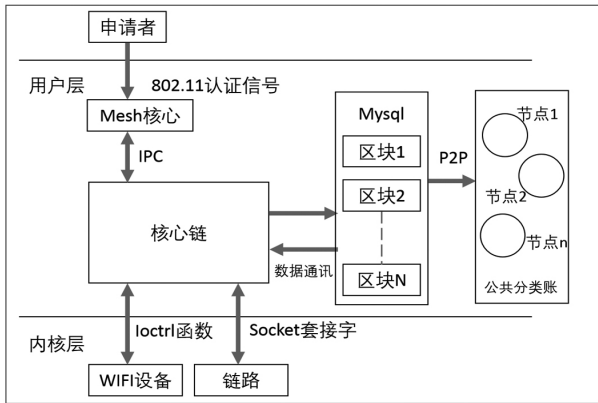 申请者
用户层
802.11认证信号
Mesh核心
IPC
核心链
Mysql
区块1
区块2
区块N
数据通讯
P2P
节点1
节点2
节点n
公共分类账
Ioctrl函数
Socket套接字
内核层
WIFI设备
链路